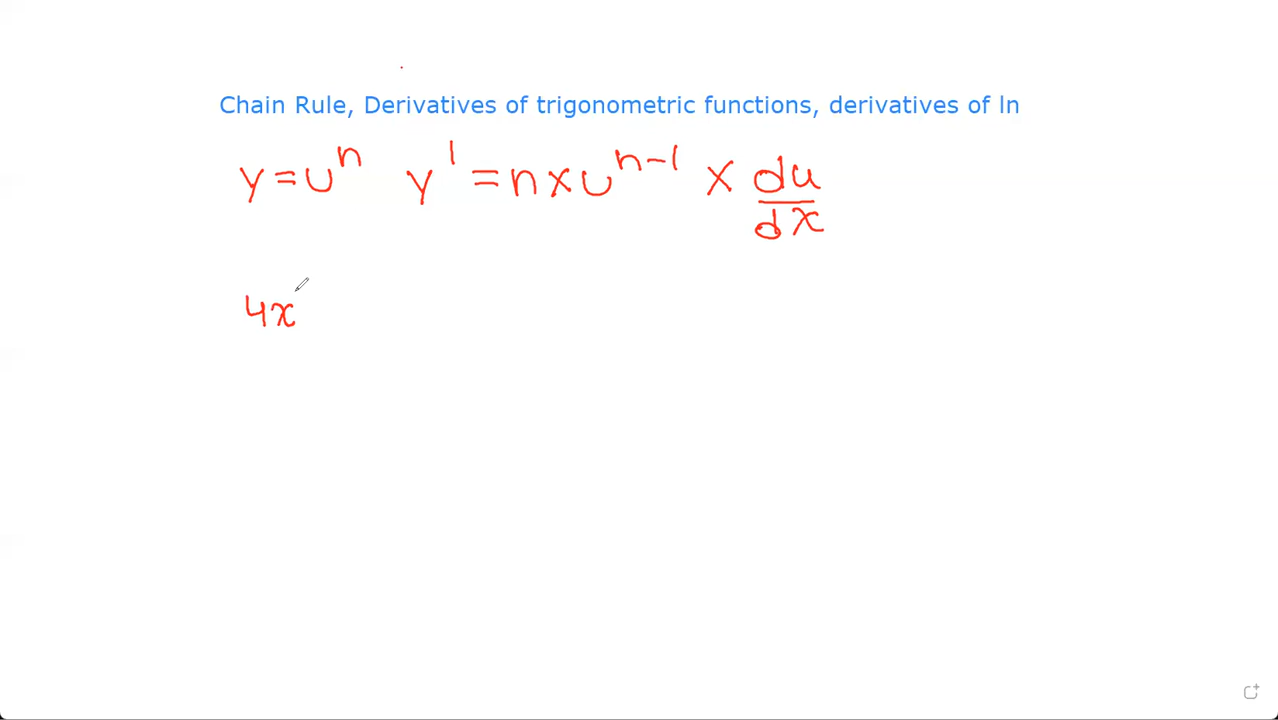 Chain Rule, Derivatives of trigonometric functions, derivatives of ln
y = u^n y' = n × u^{n-1} × du/dx
4x